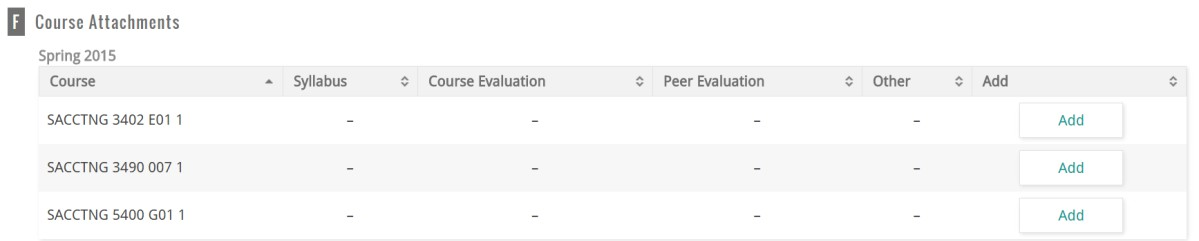 F Course Attachments
Spring 2015
Course Syllabus Course Evaluation Peer Evaluation Other Add
SACCTNG 3402 E01 1 – – – – Add
SACCTNG 3490 007 1 – – – – Add
SACCTNG 5400 G01 1 – – – – Add